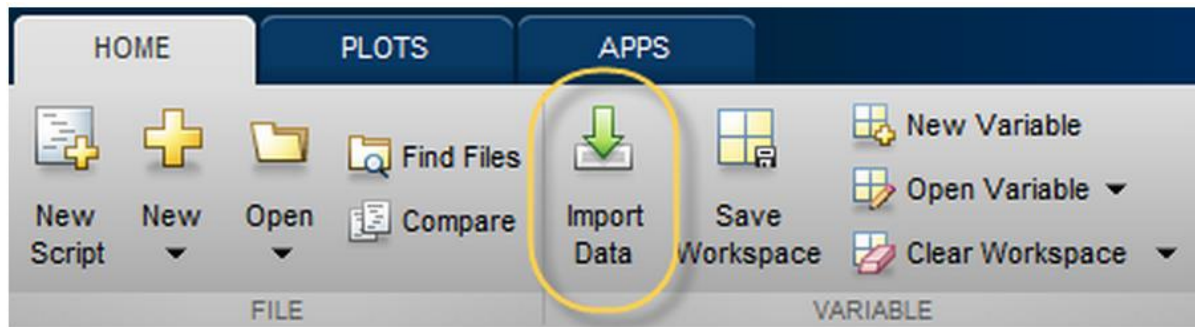 HOME PLOTS APPS
New Script
New
Open
Find Files
Compare
Import Data
Save Workspace
New Variable
Open Variable
Clear Workspace
FILE VARIABLE